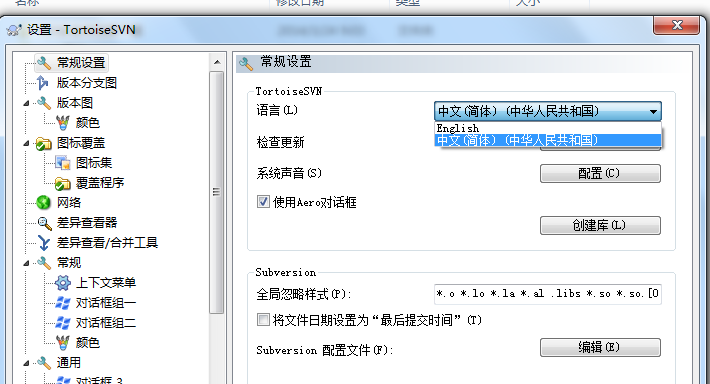 名称 修改日期 类型 大小
设置 - TortoiseSVN
常规设置
版本分支图
版本图
颜色
图标覆盖
图标集
覆盖程序
网络
差异查看器
差异查看/合并工具
常规
上下文菜单
对话框组一
对话框组二
颜色
通用
对话框 3
常规设置
TortoiseSVN
语言(L)
中文(简体) (中华人民共和国)
English
中文(简体) (中华人民共和国)
检查更新
系统声音(S)
配置(C)
使用Aero对话框
创建库(L)
Subversion
全局忽略样式(P):
*.o *.lo *.la *.al .libs *.so *.so.[0
将文件日期设置为“最后提交时间”(T)
Subversion 配置文件(F):
编辑(E)